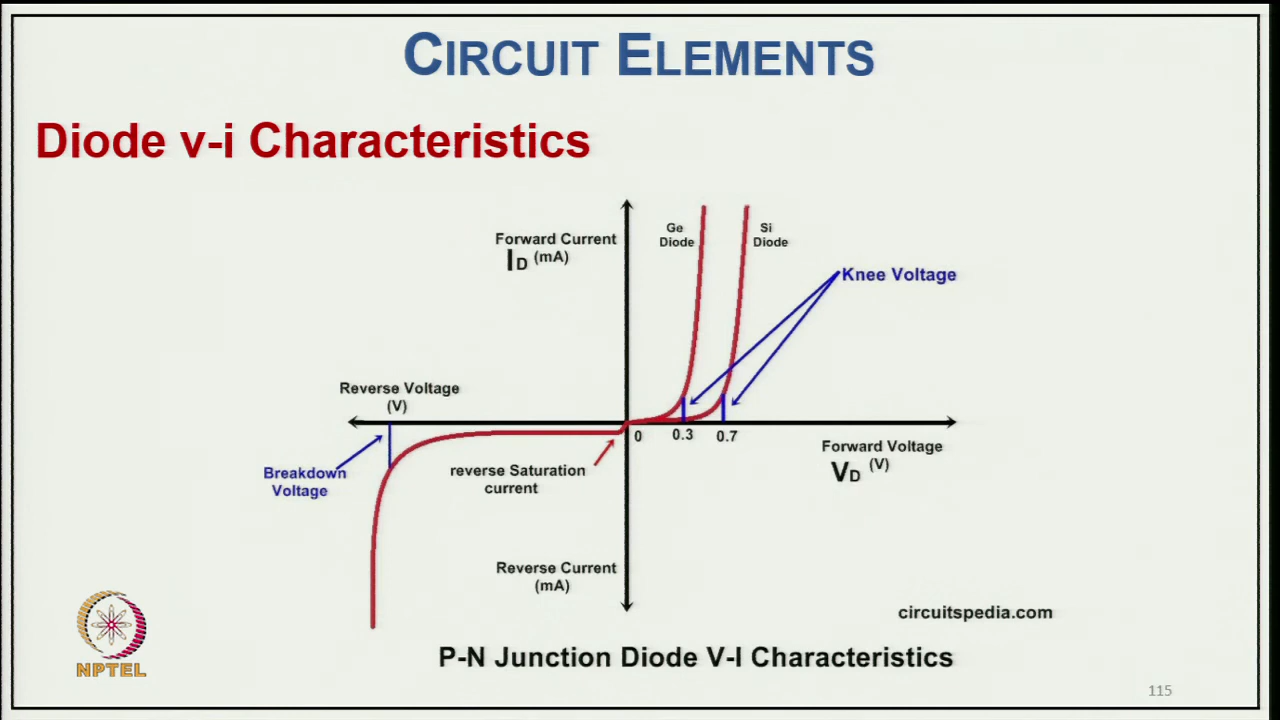 CIRCUIT ELEMENTS
Diode v-i Characteristics
Forward Current
ID (mA)
Ge
Diode
Si
Diode
Knee Voltage
Reverse Voltage
(V)
0
0.3
0.7
Forward Voltage
VD (V)
Breakdown
Voltage
reverse Saturation
current
Reverse Current
(mA)
circuitspedia.com
NPTEL
P-N Junction Diode V-I Characteristics
115